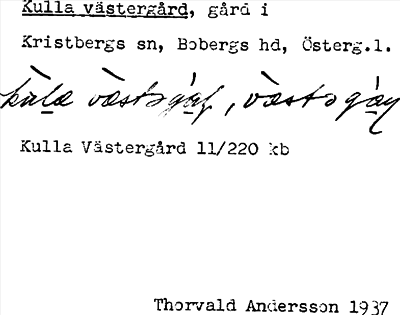 Kulla västergård, gård i
Kristbergs sn, Bobergs hd, Österg.l.
Kulla Västergård 11/220 kb
Thorvald Andersson 1937